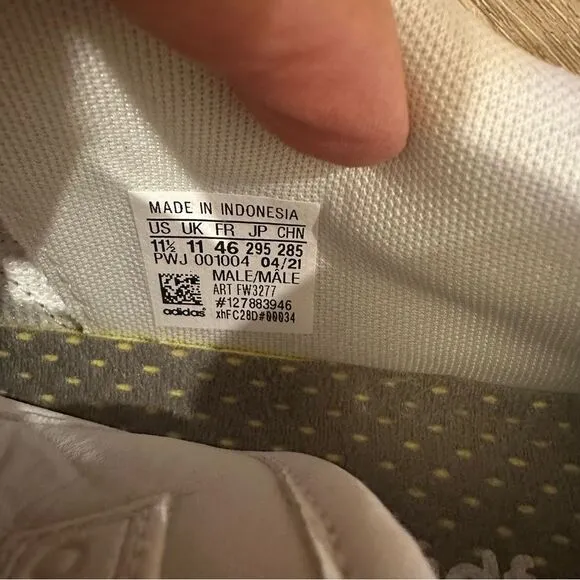 MADE IN INDONESIA
US UK FR JP CHN
11½ 11 46 295 285
PWJ 001004 04/21
MALE/MÂLE
ART FW3277
#127883946
adidas® xhFC28D#00034